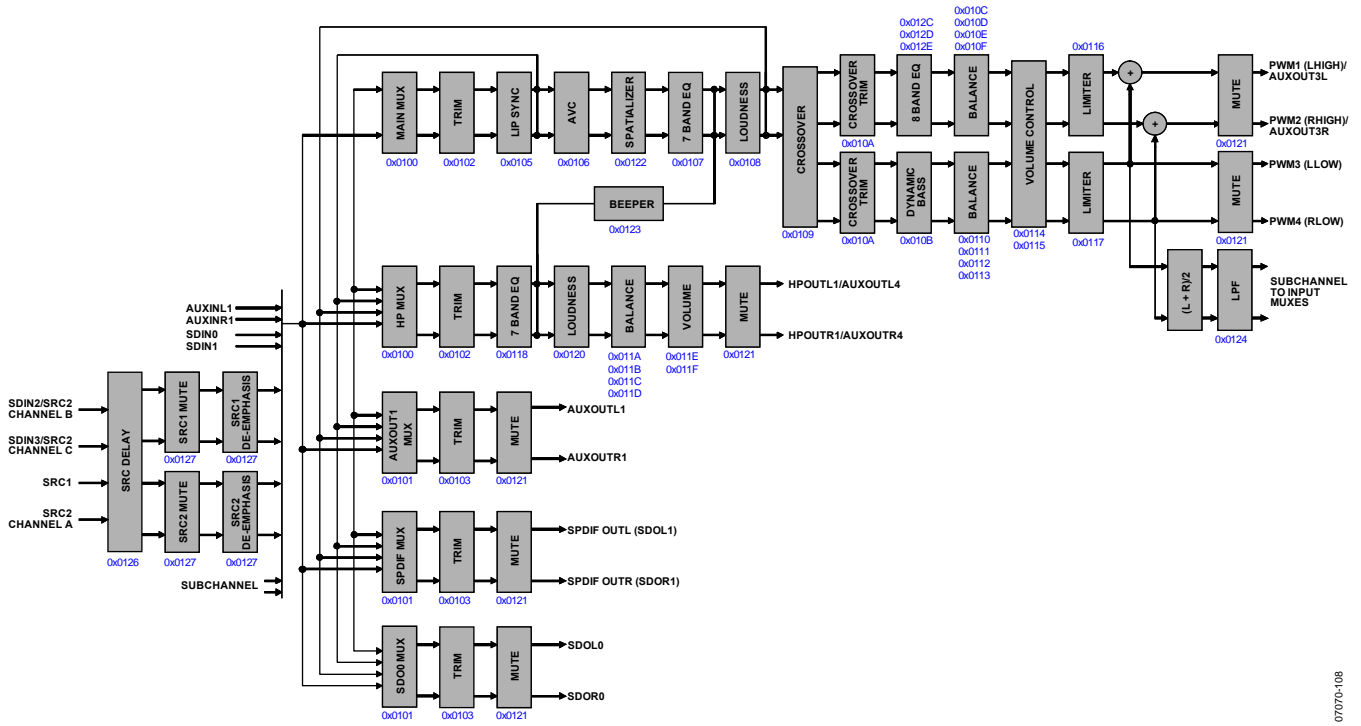 0x010C
0x010D
0x010E
0x010F
0x012C
0x012D
0x012E
0x0116
MAIN MUX
0x0100
TRIM
0x0102
LIP SYNC
0x0105
AVC
0x0106
SPATIALIZER
0x0122
7 BAND EQ
0x0107
LOUDNESS
0x0108
CROSSOVER
0x0109
CROSSOVER
TRIM
0x010A
8 BAND EQ
BALANCE
VOLUME CONTROL
0x0114
0x0115
LIMITER
+
+
MUTE
0x0121
PWM1 (LHIGH)/
AUXOUT3L
PWM2 (RHIGH)/
AUXOUT3R
CROSSOVER
TRIM
0x010A
DYNAMIC
BASS
0x010B
BALANCE
0x0110
0x0111
0x0112
0x0113
LIMITER
0x0117
MUTE
0x0121
PWM3 (LLOW)
PWM4 (RLOW)
(L + R)/2
LPF
0x0124
SUBCHANNEL
TO INPUT
MUXES
BEEPER
0x0123
HP MUX
0x0100
TRIM
0x0102
7 BAND EQ
0x0118
LOUDNESS
0x0120
BALANCE
0x011A
0x011B
0x011C
0x011D
VOLUME
0x011E
0x011F
MUTE
0x0121
HPOUTL1/AUXOUTL4
HPOUTR1/AUXOUTR4
AUXINL1
AUXINR1
SDIN0
SDIN1
SDIN2/SRC2
CHANNEL B
SDIN3/SRC2
CHANNEL C
SRC1
SRC2
CHANNEL A
SRC DELAY
0x0126
SRC1 MUTE
0x0127
SRC1
DE-EMPHASIS
0x0127
SRC2 MUTE
0x0127
SRC2
DE-EMPHASIS
0x0127
SUBCHANNEL
AUXOUT1
MUX
0x0101
TRIM
0x0103
MUTE
0x0121
AUXOUTL1
AUXOUTR1
SPDIF MUX
0x0101
TRIM
0x0103
MUTE
0x0121
SPDIF OUTL (SDOL1)
SPDIF OUTR (SDOR1)
SDO0 MUX
0x0101
TRIM
0x0103
MUTE
0x0121
SDOL0
SDOR0
07070-108